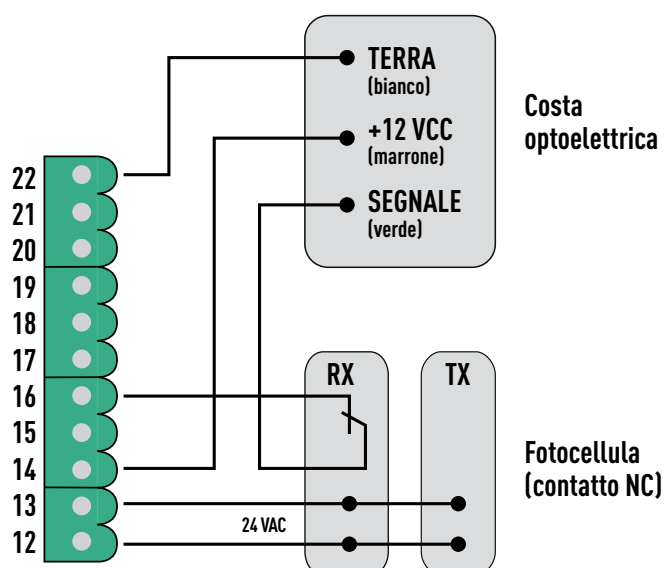 TERRA
(bianco)
+12 VCC
(marrone)
SEGNALE
(verde)
Costa
optoelettrica
22
21
20
19
18
17
16
15
14
13
12
RX
TX
24 VAC
Fotocellula
(contatto NC)